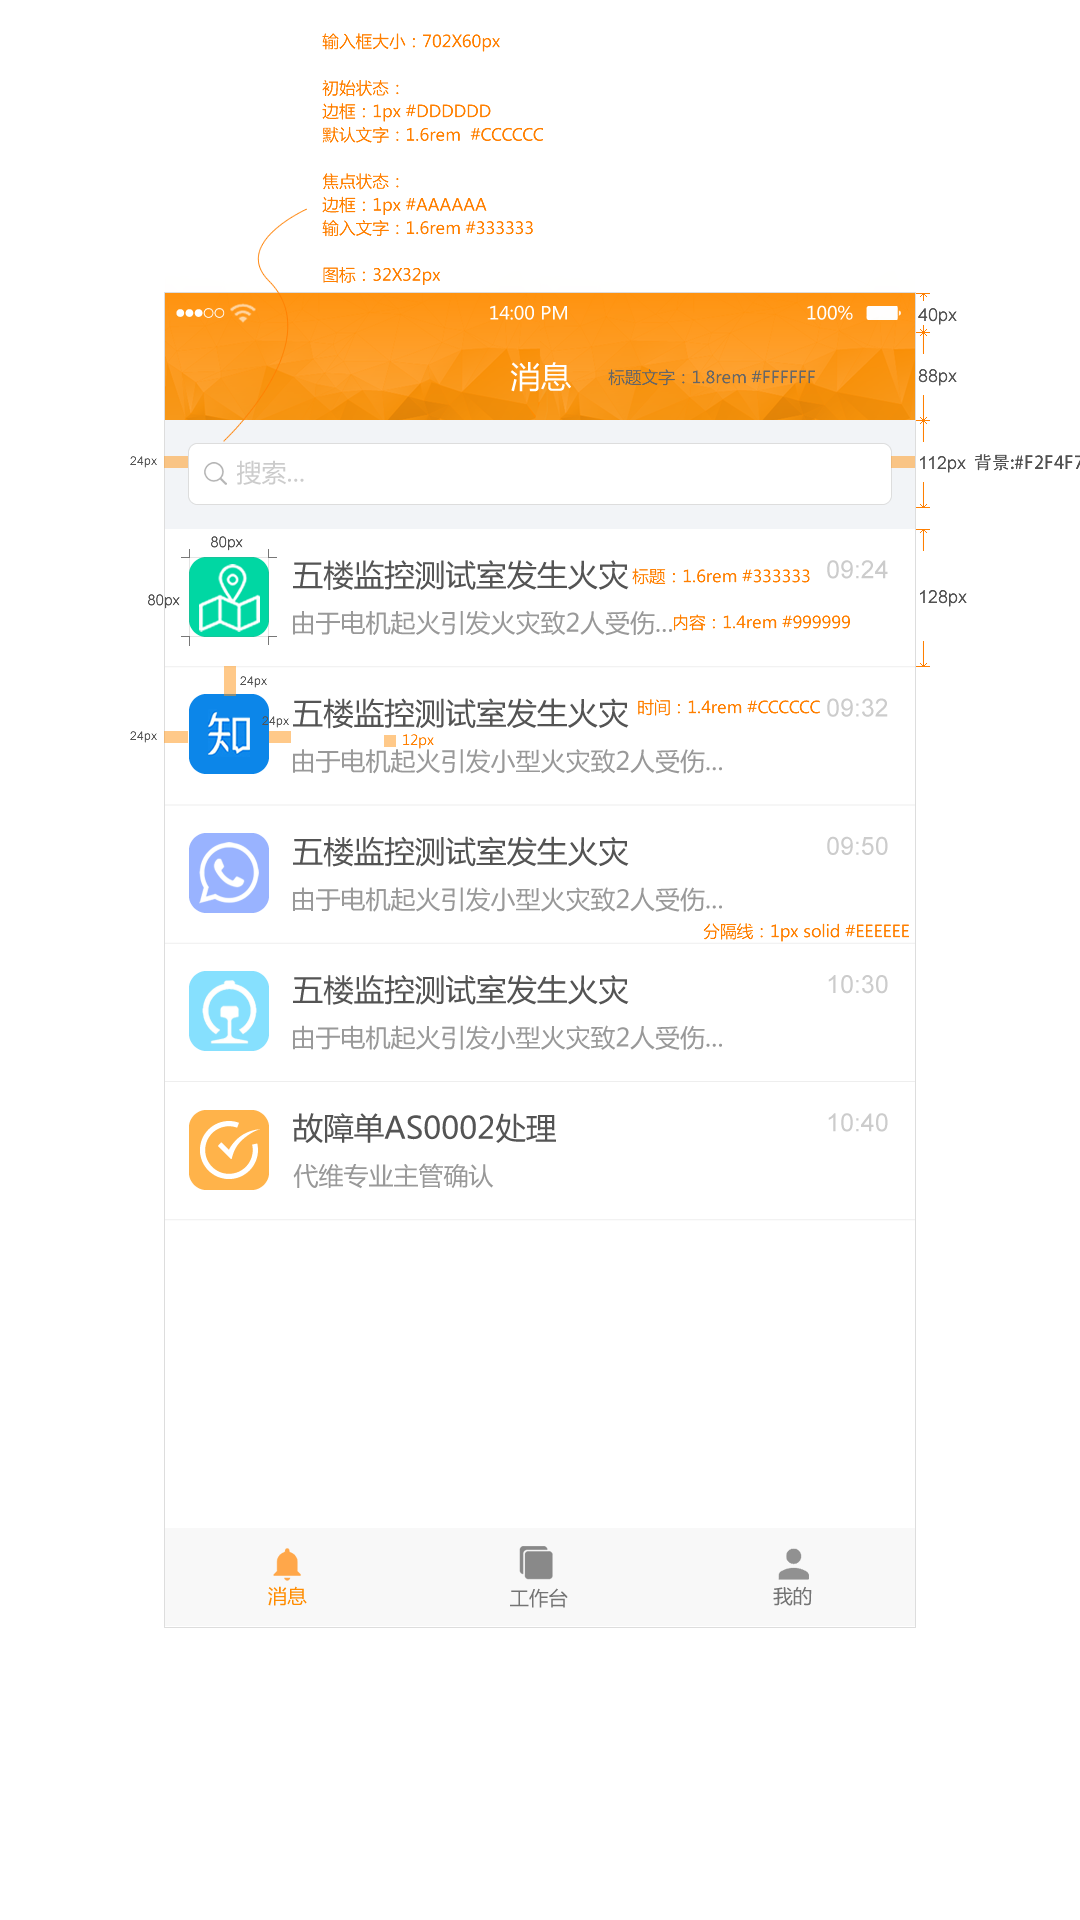 输入框大小：702X60px
初始状态：
边框：1px #DDDDDD
默认文字：1.6rem #CCCCCC
焦点状态：
边框：1px #AAAAAA
输入文字：1.6rem #333333
图标：32X32px
14:00 PM
100%
40px
消息
标题文字：1.8rem #FFFFFF
88px
24px
搜索...
112px 背景:#F2F4F7
80px
五楼监控测试室发生火灾
标题：1.6rem #333333
09:24
80px
由于电机起火引发火灾致2人受伤...
内容：1.4rem #999999
128px
24px
五楼监控测试室发生火灾
时间：1.4rem #CCCCCC
09:32
知
24px
24px
12px
由于电机起火引发小型火灾致2人受伤...
五楼监控测试室发生火灾
09:50
由于电机起火引发小型火灾致2人受伤...
分隔线：1px solid #EEEEEE
五楼监控测试室发生火灾
10:30
由于电机起火引发小型火灾致2人受伤...
故障单AS0002处理
10:40
代维专业主管确认
消息
工作台
我的